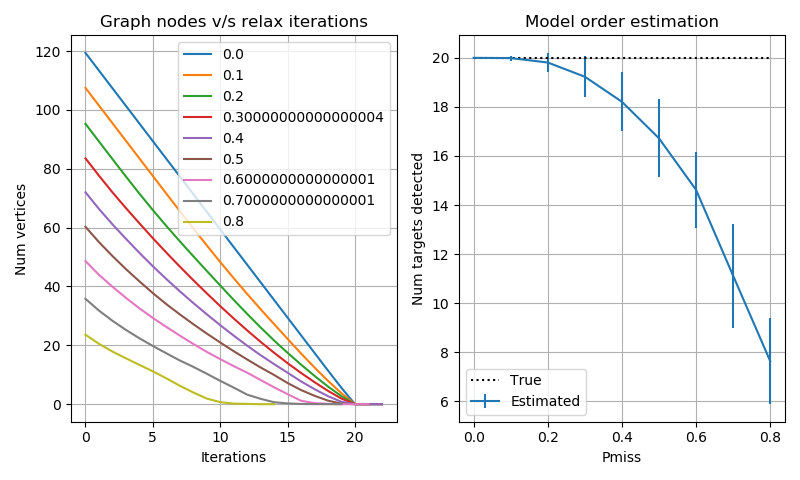 Graph nodes v/s relax iterations
Num vertices
120
100
80
60
40
20
0
0.0
0.1
0.2
0.30000000000000004
0.4
0.5
0.6000000000000001
0.7000000000000001
0.8
0 5 10 15 20
Iterations
Model order estimation
Num targets detected
20
18
16
14
12
10
8
6
True
Estimated
0.0 0.2 0.4 0.6 0.8
Pmiss